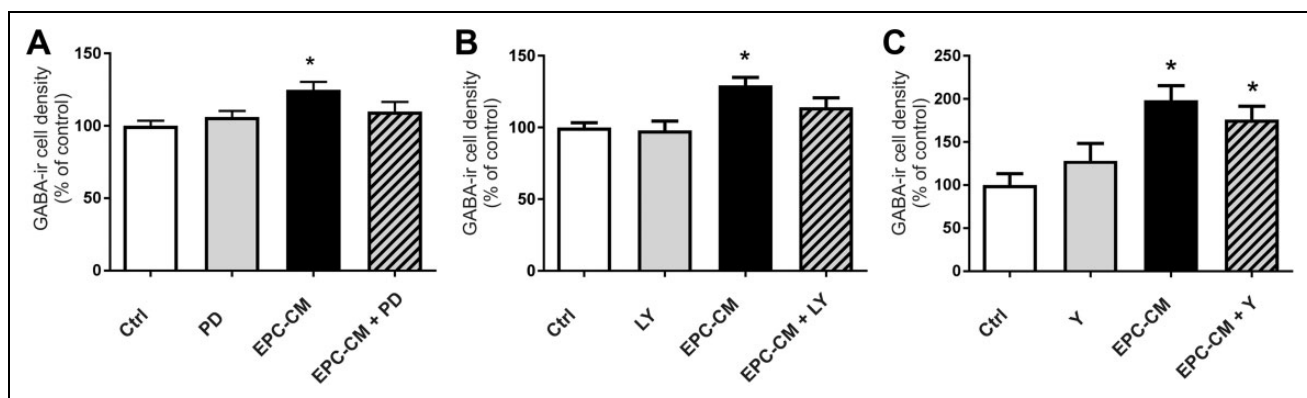 A
GABA-ir cell density
(% of control)
150
100
50
0
*
Ctrl
PD
EPC-CM
EPC-CM + PD
B
GABA-ir cell density
(% of control)
150
100
50
0
*
Ctrl
LY
EPC-CM
EPC-CM + LY
C
GABA-ir cell density
(% of control)
250
200
150
100
50
0
*
*
Ctrl
Y
EPC-CM
EPC-CM + Y